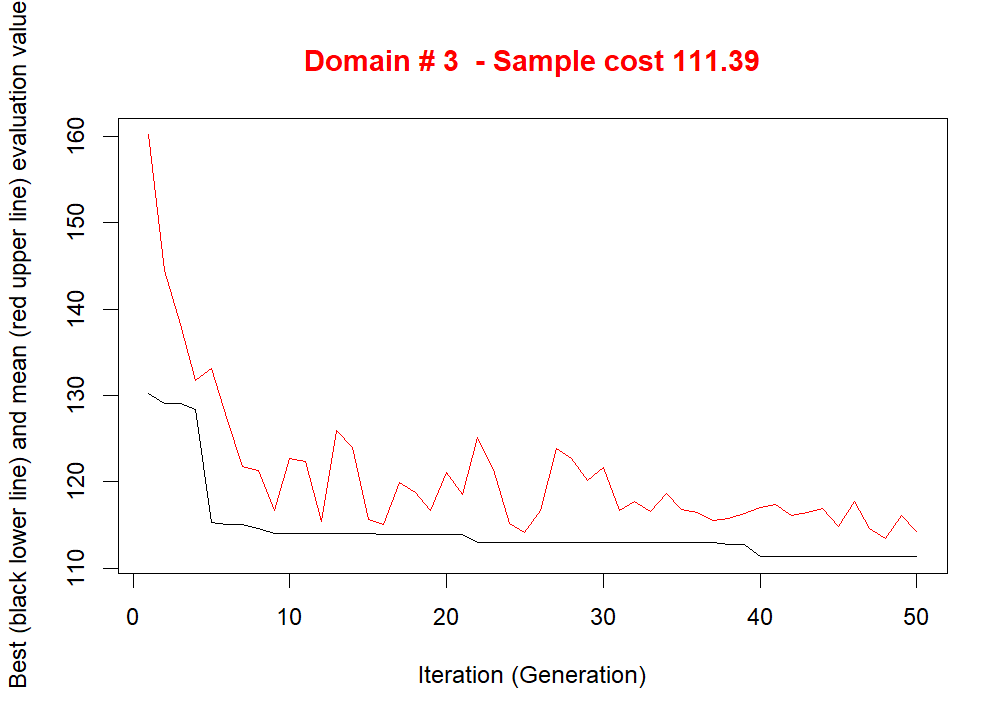 Domain # 3  - Sample cost 111.39
Best (black lower line) and mean (red upper line) evaluation value
160
150
140
130
120
110
0 10 20 30 40 50
Iteration (Generation)